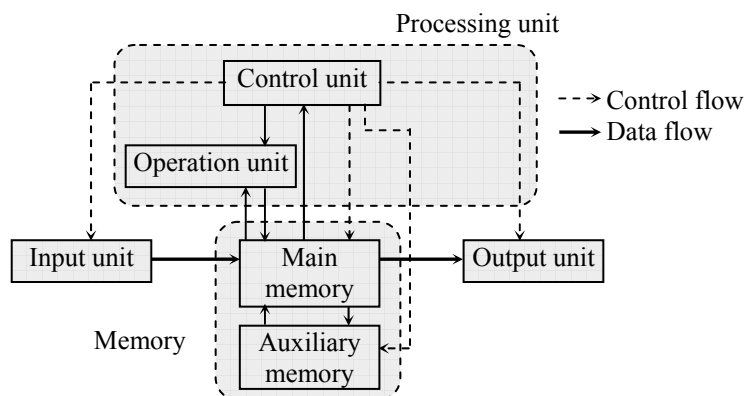 Processing unit
Control unit
Control flow
Data flow
Operation unit
Input unit
Main
memory
Output unit
Memory
Auxiliary
memory